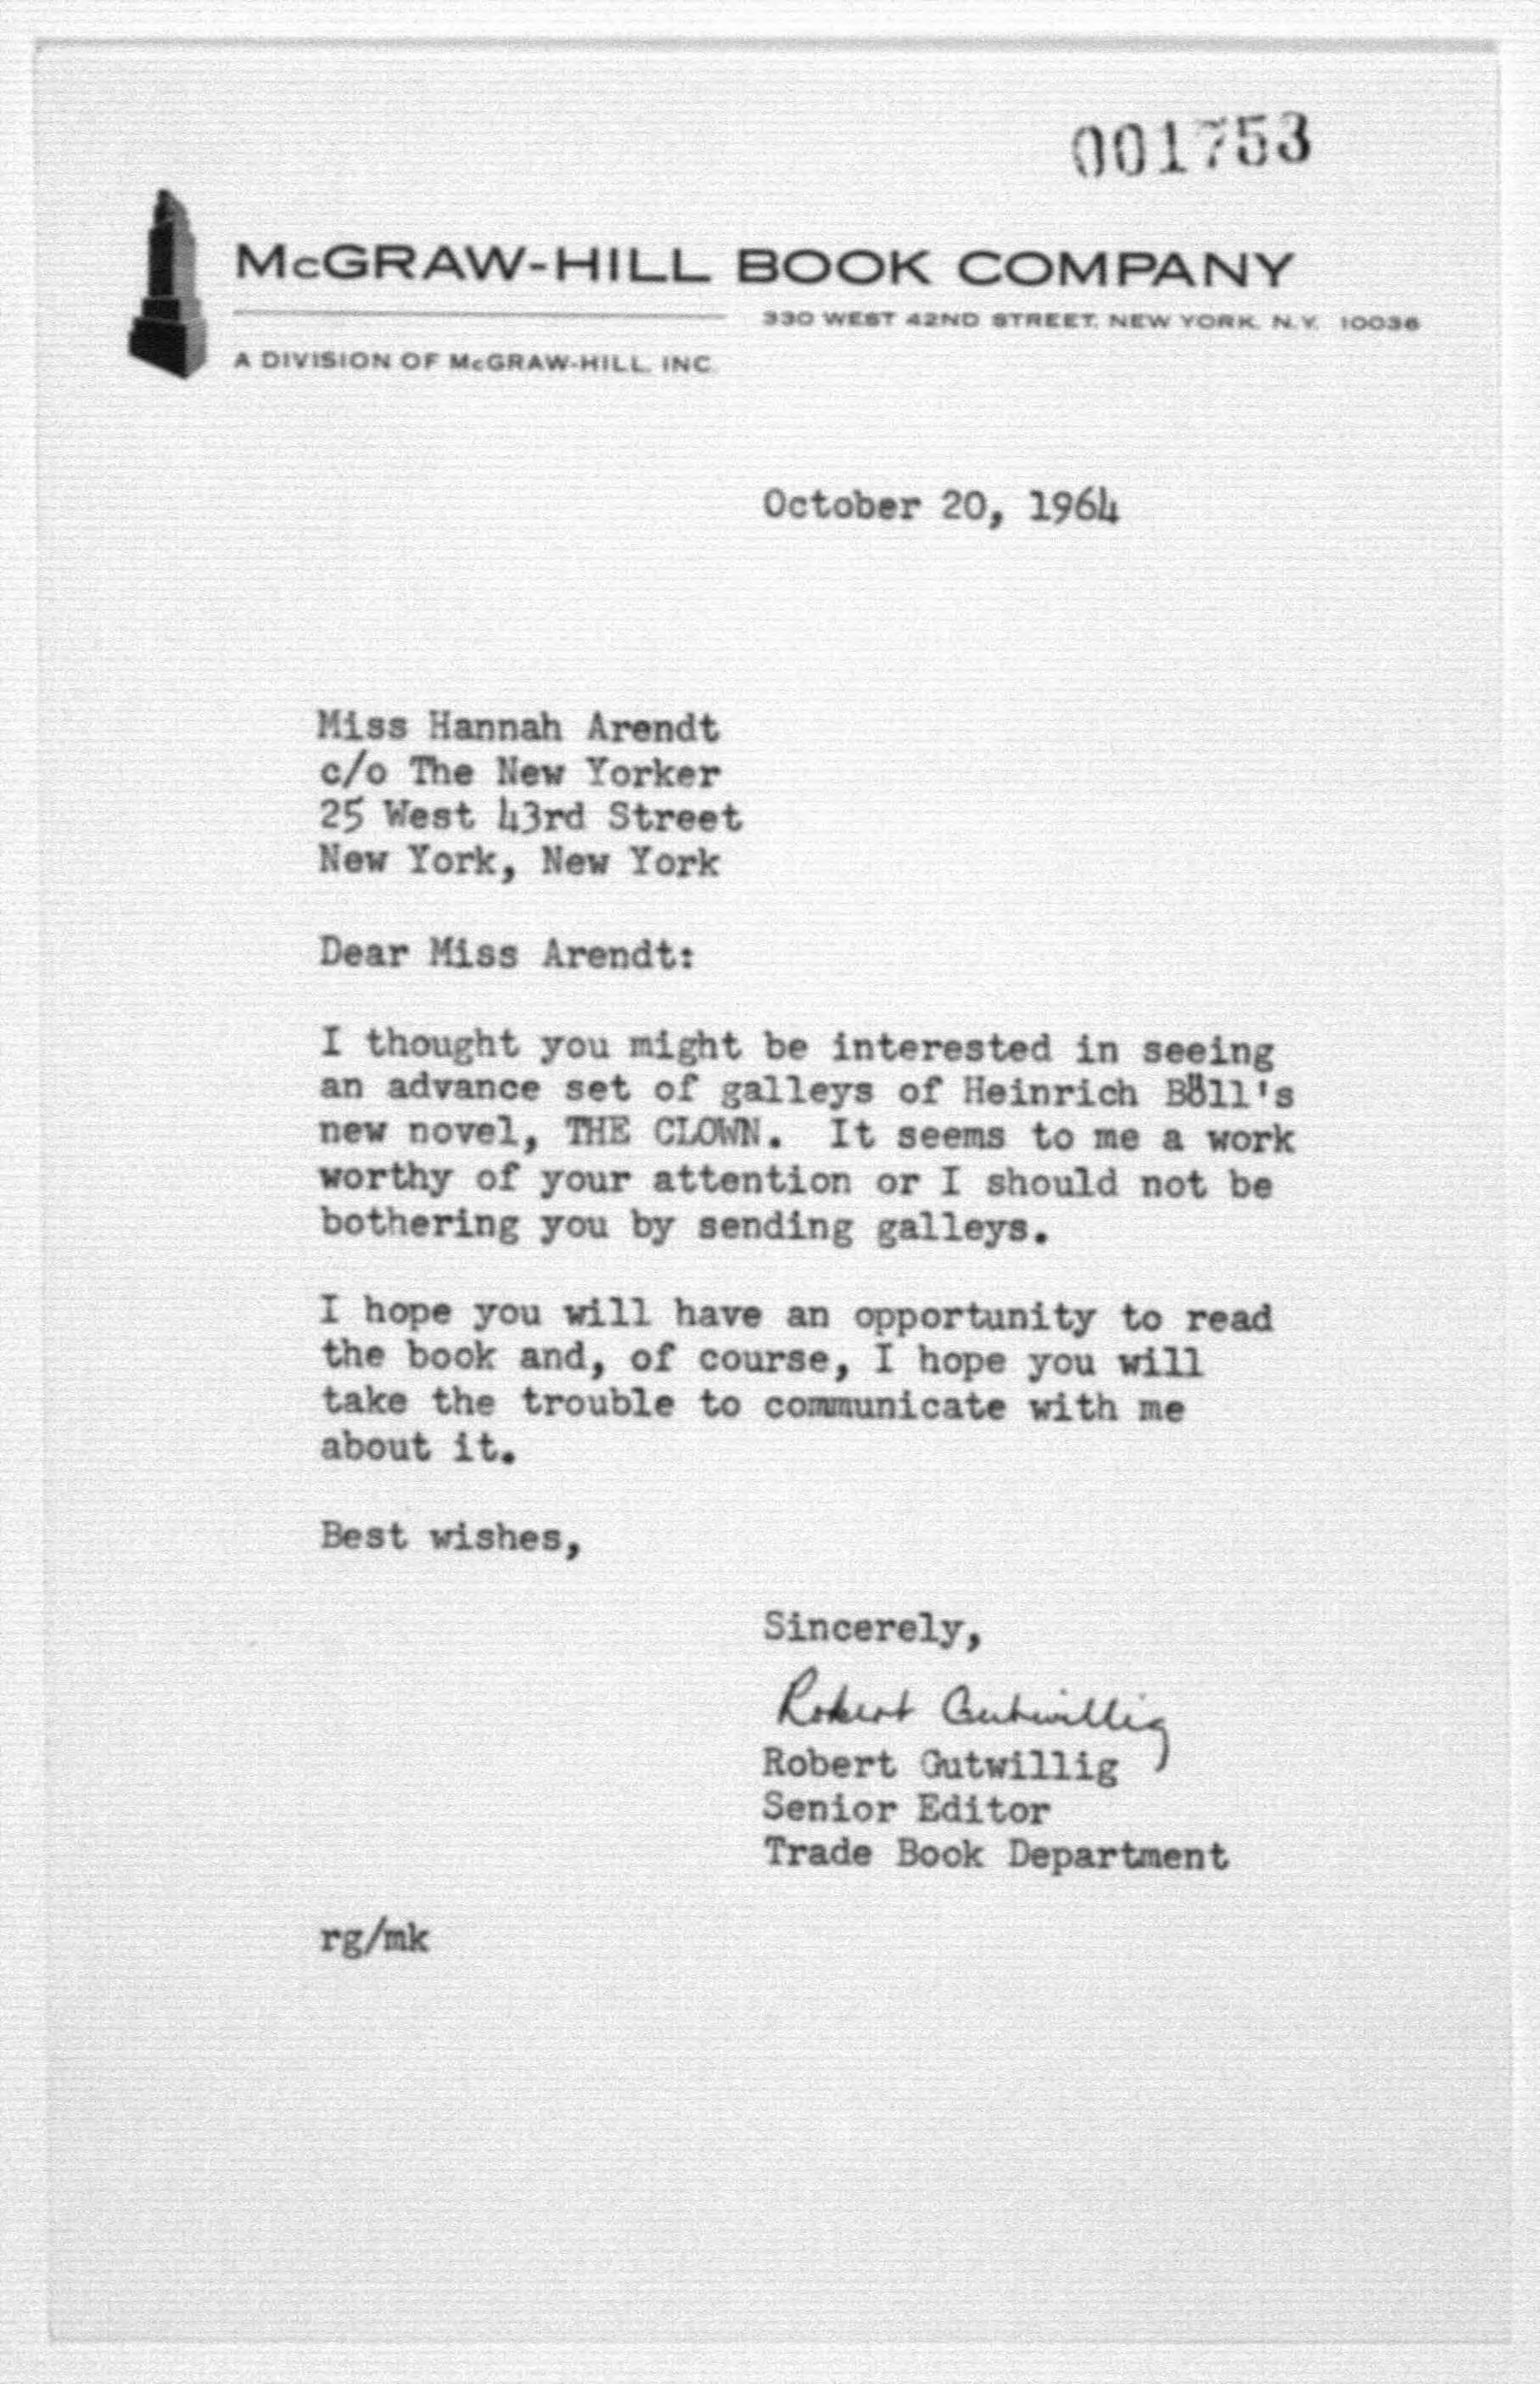 001753
McGRAW-HILL BOOK COMPANY
330 WEST 42ND STREET, NEW YORK, N.Y. 10036
A DIVISION OF McGRAW-HILL, INC.
October 20, 1964
Miss Hannah Arendt
c/o The New Yorker
25 West 43rd Street
New York, New York
Dear Miss Arendt:
I thought you might be interested in seeing
an advance set of galleys of Heinrich Böll's
new novel, THE CLOWN. It seems to me a work
worthy of your attention or I should not be
bothering you by sending galleys.
I hope you will have an opportunity to read
the book and, of course, I hope you will
take the trouble to communicate with me
about it.
Best wishes,
Sincerely,
Robert Gutwillig
Robert Gutwillig
Senior Editor
Trade Book Department
rg/mk